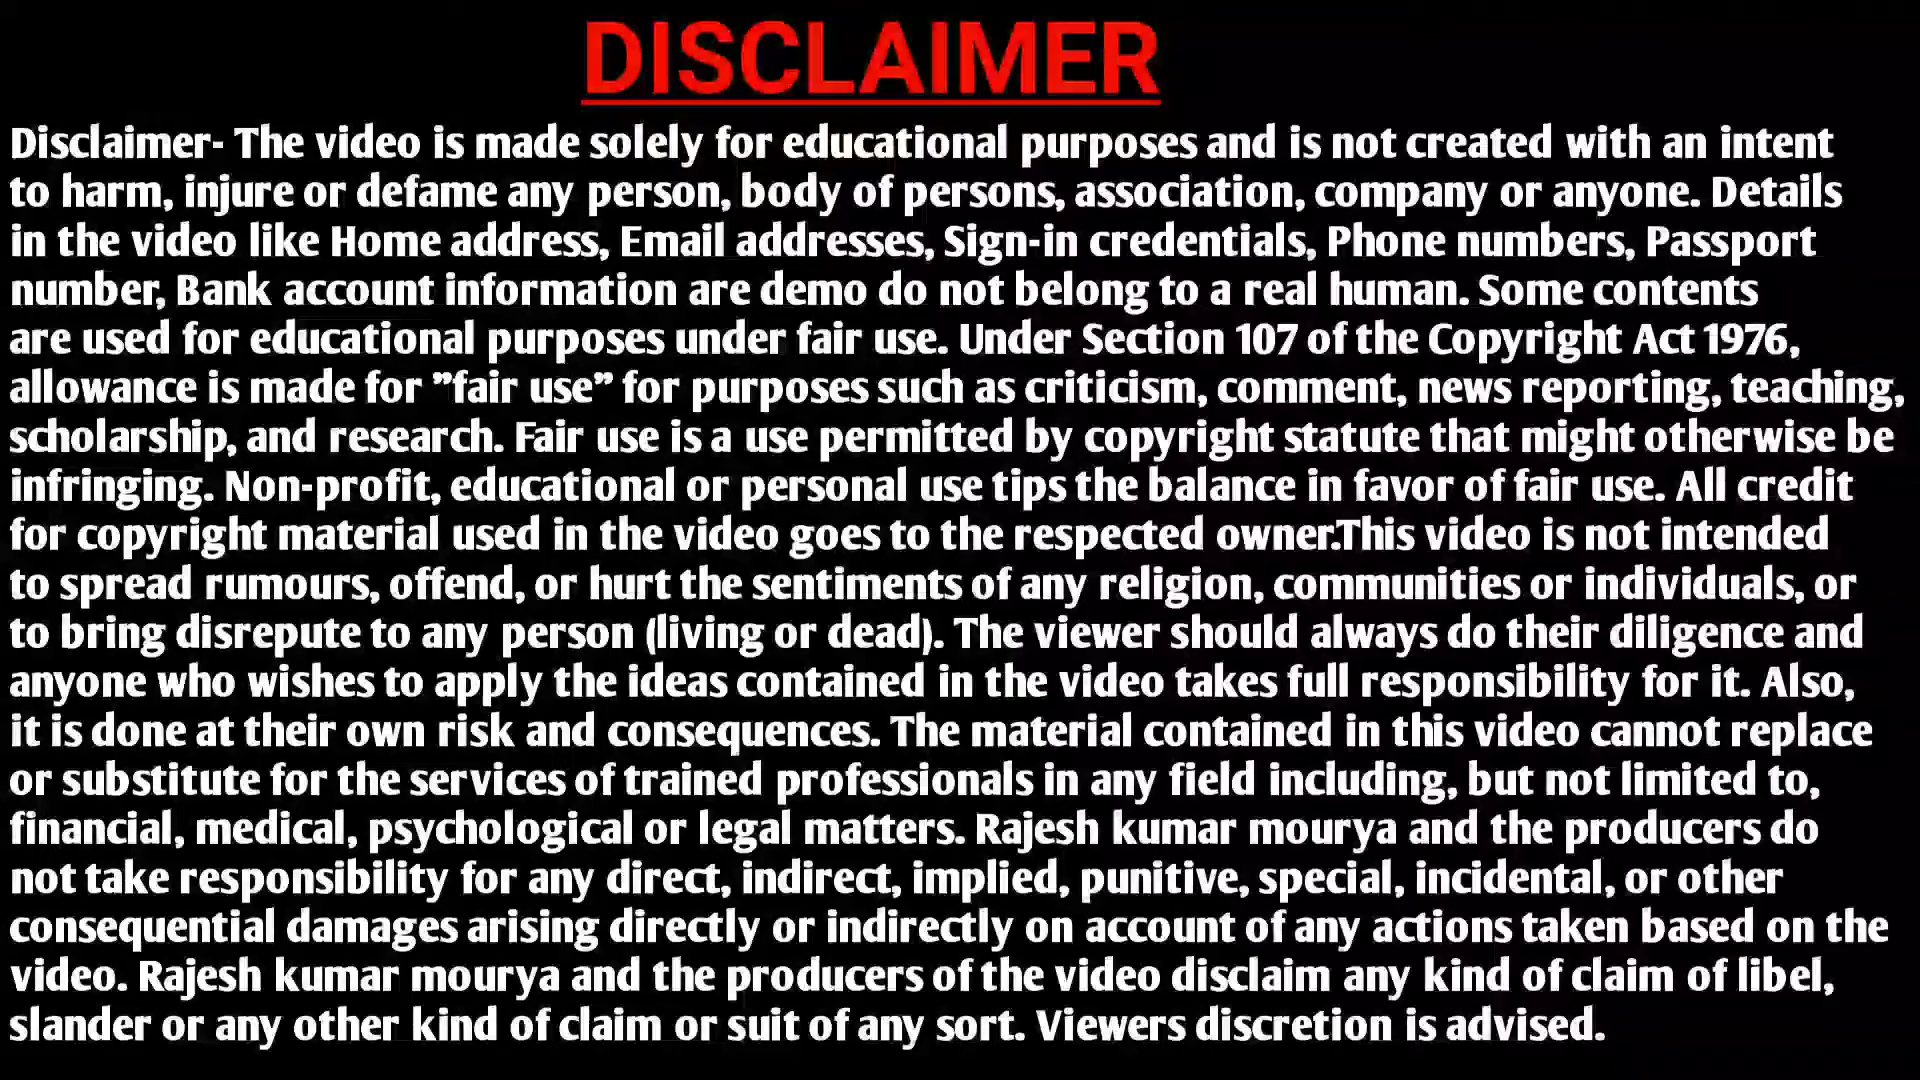 DISCLAIMER
Disclaimer- The video is made solely for educational purposes and is not created with an intent
to harm, injure or defame any person, body of persons, association, company or anyone. Details
in the video like Home address, Email addresses, Sign-in credentials, Phone numbers, Passport
number, Bank account information are demo do not belong to a real human. Some contents
are used for educational purposes under fair use. Under Section 107 of the Copyright Act 1976,
allowance is made for ”fair use” for purposes such as criticism, comment, news reporting, teaching,
scholarship, and research. Fair use is a use permitted by copyright statute that might otherwise be
infringing. Non-profit, educational or personal use tips the balance in favor of fair use. All credit
for copyright material used in the video goes to the respected owner.This video is not intended
to spread rumours, offend, or hurt the sentiments of any religion, communities or individuals, or
to bring disrepute to any person (living or dead). The viewer should always do their diligence and
anyone who wishes to apply the ideas contained in the video takes full responsibility for it. Also,
it is done at their own risk and consequences. The material contained in this video cannot replace
or substitute for the services of trained professionals in any field including, but not limited to,
financial, medical, psychological or legal matters. Rajesh kumar mourya and the producers do
not take responsibility for any direct, indirect, implied, punitive, special, incidental, or other
consequential damages arising directly or indirectly on account of any actions taken based on the
video. Rajesh kumar mourya and the producers of the video disclaim any kind of claim of libel,
slander or any other kind of claim or suit of any sort. Viewers discretion is advised.